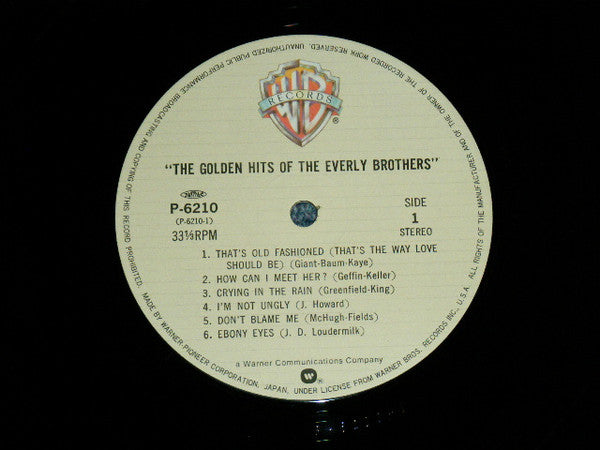 WB
RECORDS
®
"THE GOLDEN HITS OF THE EVERLY BROTHERS"
P-6210
(P-6210-1)
33⅓RPM
SIDE
1
STEREO
1. THAT'S OLD FASHIONED (THAT'S THE WAY LOVE
SHOULD BE) (Giant-Baum-Kaye)
2. HOW CAN I MEET HER? (Geffin-Keller)
3. CRYING IN THE RAIN (Greenfield-King)
4. I'M NOT UNGLY (J. Howard)
5. DON'T BLAME ME (McHugh-Fields)
6. EBONY EYES (J. D. Loudermilk)
a Warner Communications Company
W ®
MADE BY WARNER-PIONEER CORPORATION, JAPAN, UNDER LICENSE FROM WARNER BROS. RECORDS INC., U.S.A. ALL RIGHTS OF THE MANUFACTURER AND OF THE OWNER OF THE RECORDED WORK RESERVED. UNAUTHORIZED PUBLIC PERFORMANCE BROADCASTING AND COPYING OF THIS RECORD PROHIBITED.